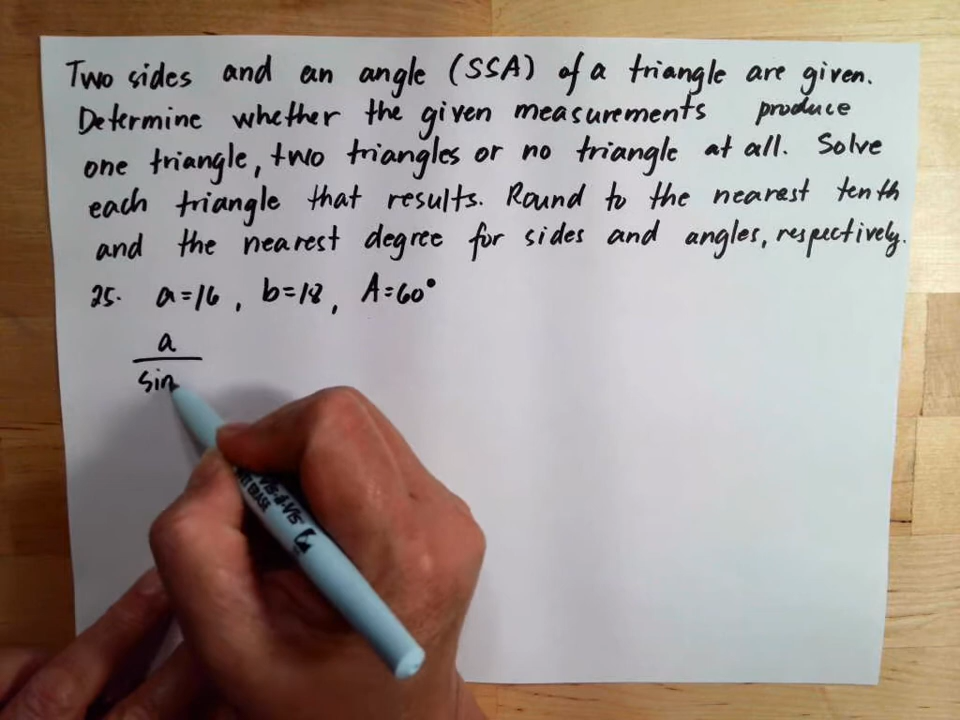 Two sides and an angle (SSA) of a triangle are given.
Determine whether the given measurements produce
one triangle, two triangles or no triangle at all. Solve
each triangle that results. Round to the nearest tenth
and the nearest degree for sides and angles, respectively.
25. a=16, b=18, A=60°
a
sin
VIS-À-VIS